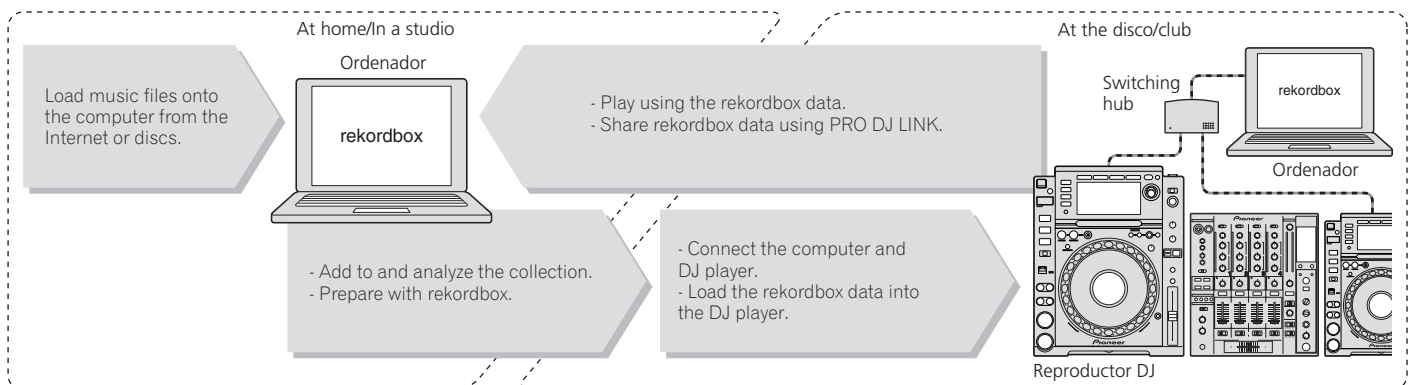 At home/In a studio
Ordenador
Load music files onto
the computer from the
Internet or discs.
rekordbox
- Play using the rekordbox data.
- Share rekordbox data using PRO DJ LINK.
- Add to and analyze the collection.
- Prepare with rekordbox.
- Connect the computer and
DJ player.
- Load the rekordbox data into
the DJ player.
At the disco/club
Switching
hub
rekordbox
Ordenador
Pioneer
Pioneer
Reproductor DJ